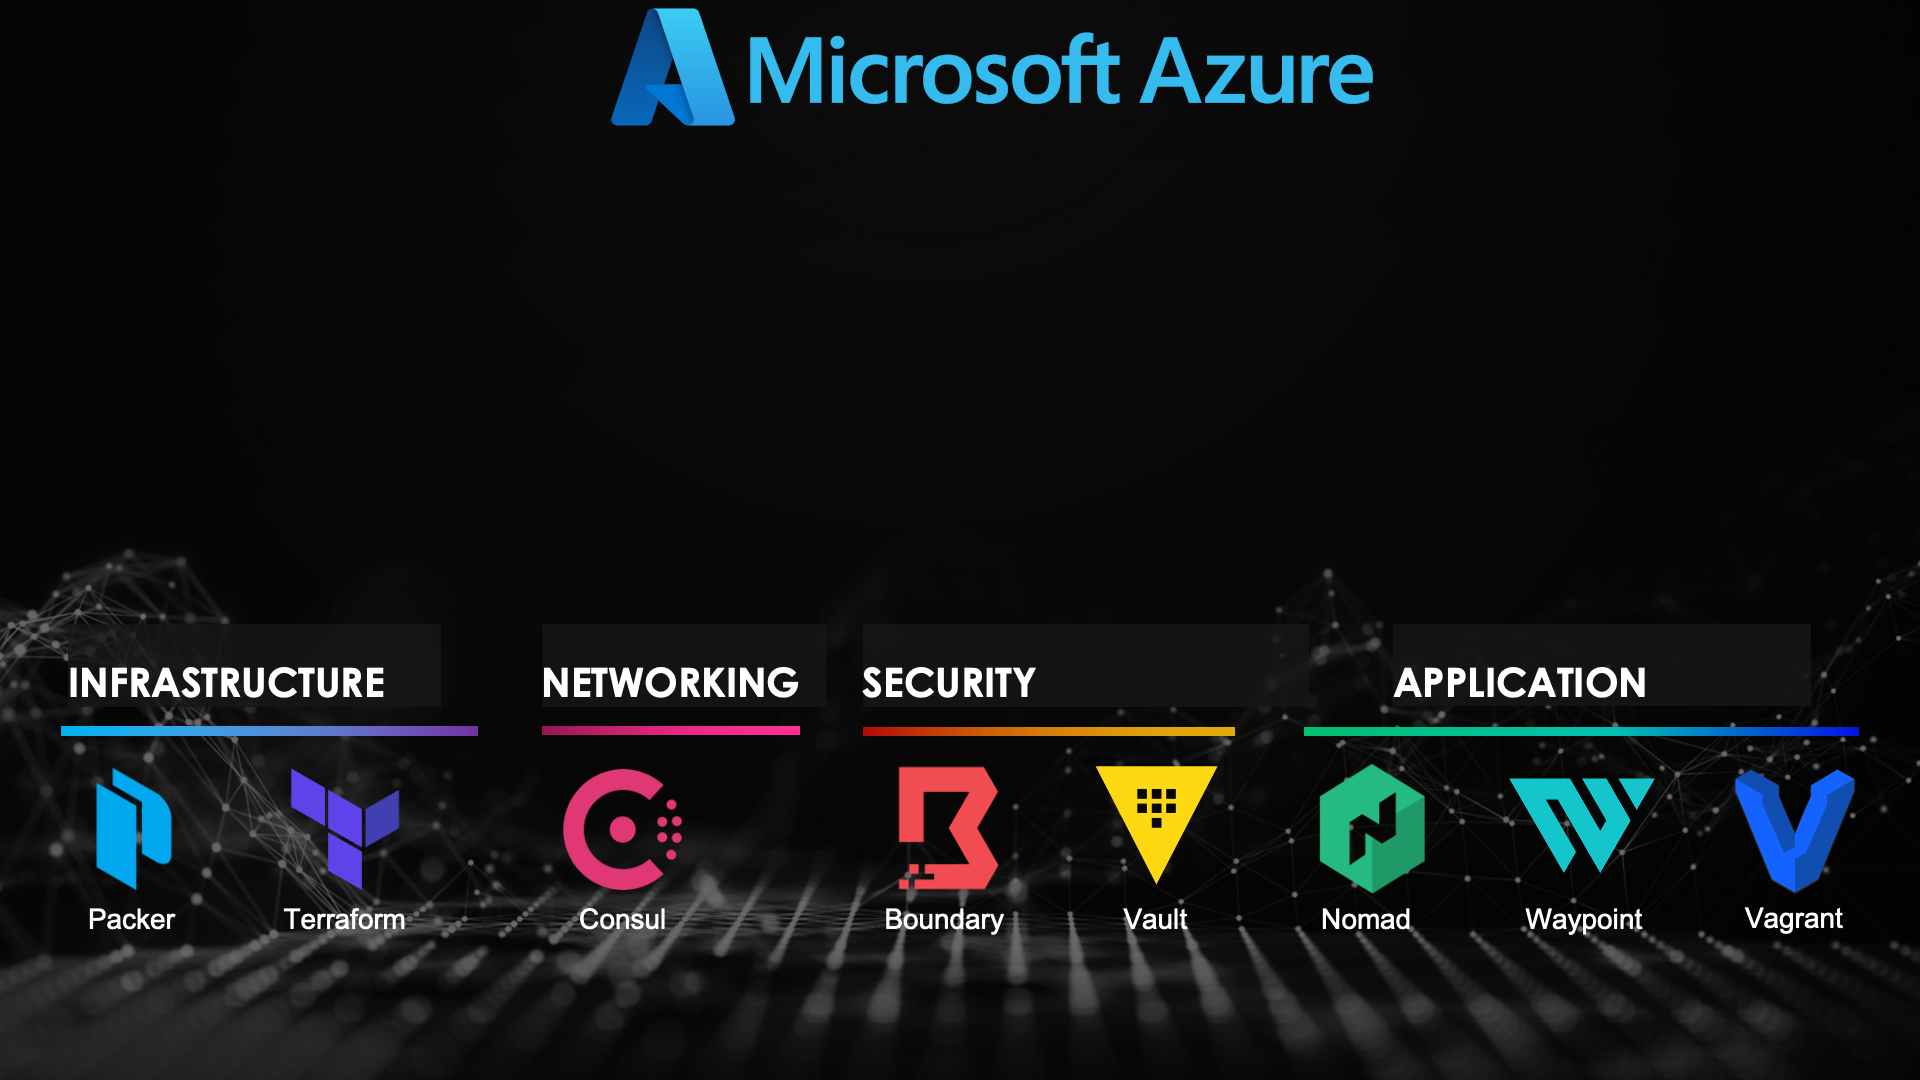 Microsoft Azure
INFRASTRUCTURE
NETWORKING
SECURITY
APPLICATION
Packer
Terraform
Consul
Boundary
Vault
Nomad
Waypoint
Vagrant